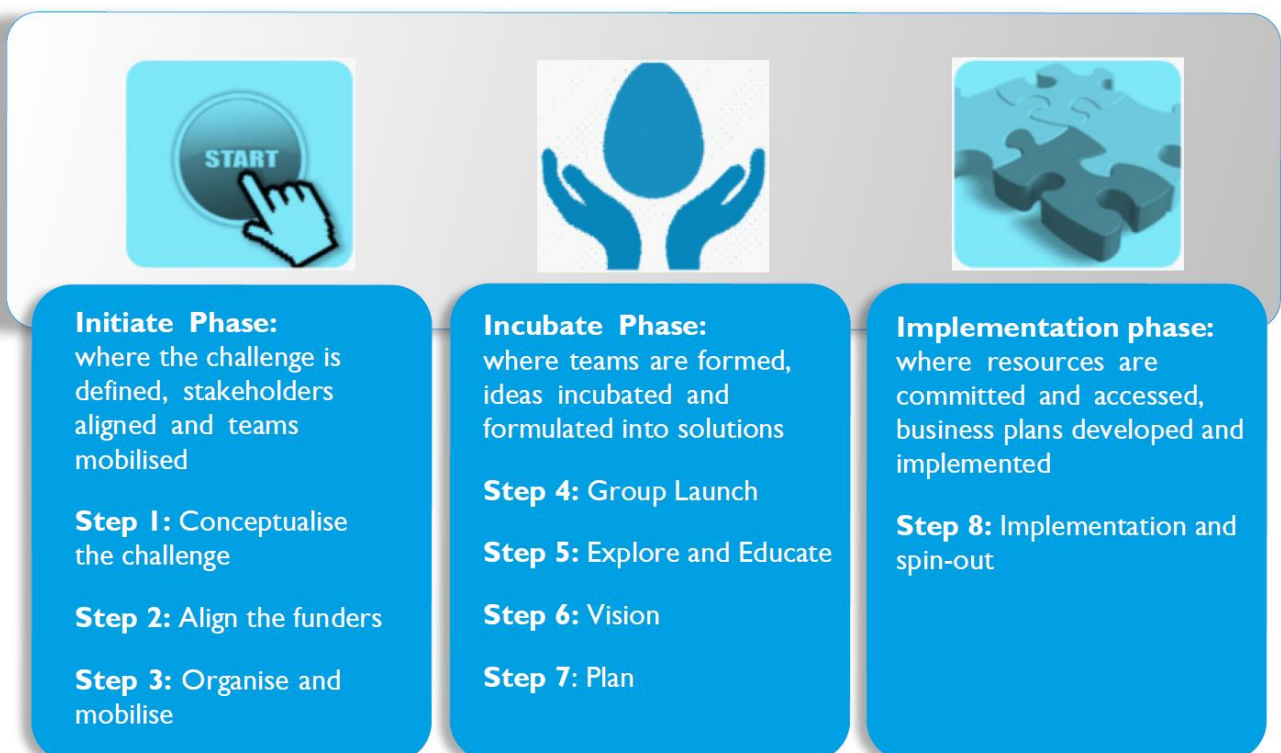 START
Initiate Phase:
where the challenge is
defined, stakeholders
aligned and teams
mobilised
Step 1: Conceptualise
the challenge
Step 2: Align the funders
Step 3: Organise and
mobilise
Incubate Phase:
where teams are formed,
ideas incubated and
formulated into solutions
Step 4: Group Launch
Step 5: Explore and Educate
Step 6: Vision
Step 7: Plan
Implementation phase:
where resources are
committed and accessed,
business plans developed and
implemented
Step 8: Implementation and
spin-out